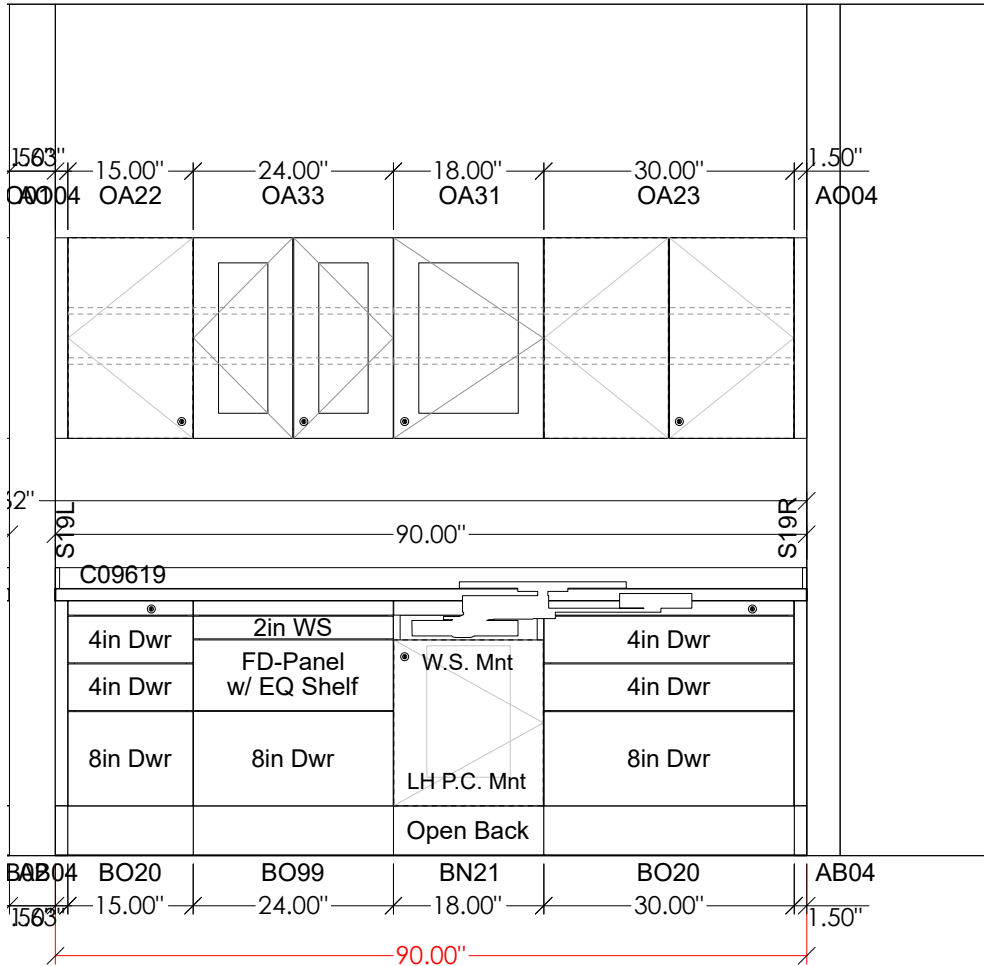 15.00" 24.00" 18.00" 30.00" 1.50"
AO04 OA22 OA33 OA31 OA23 AO04
S19L
S19R
90.00"
C09619
4in Dwr 2in WS 4in Dwr
FD-Panel W.S. Mnt
4in Dwr w/ EQ Shelf 4in Dwr
8in Dwr 8in Dwr LH P.C. Mnt 8in Dwr
Open Back
AB04 BO20 BO99 BN21 BO20 AB04
15.00" 24.00" 18.00" 30.00" 1.50"
90.00"